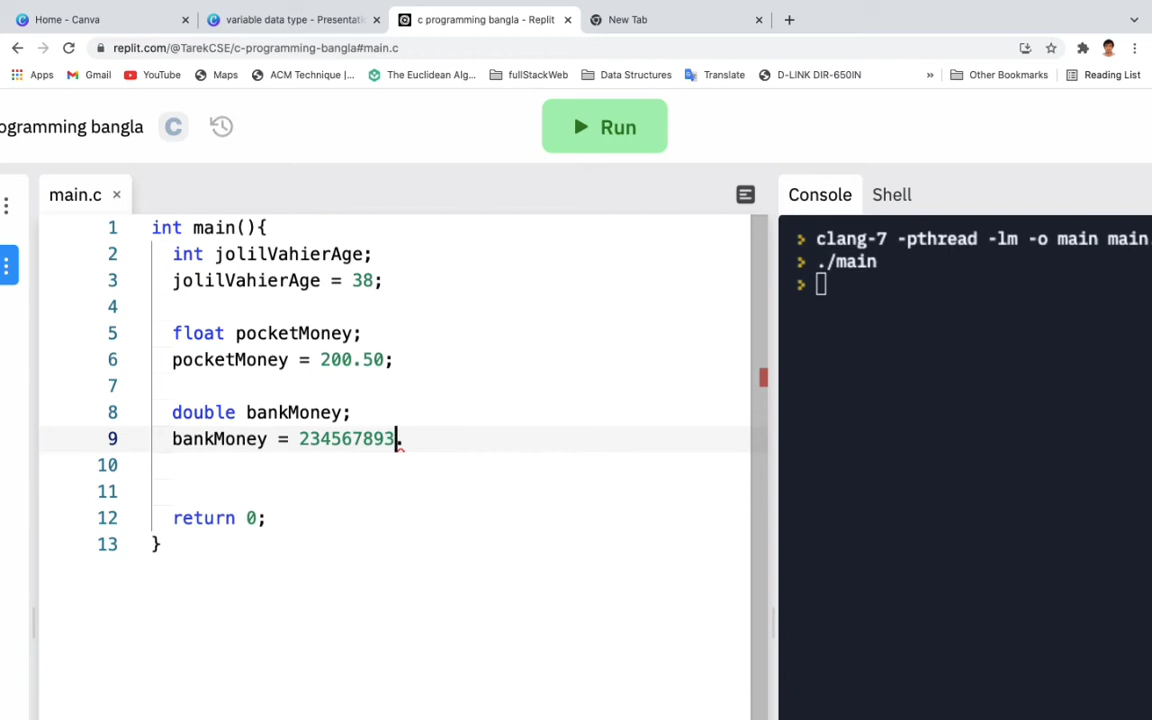 Home - Canva
variable data type - Presentatio
c programming bangla - Replit
New Tab
replit.com/@TarekCSE/c-programming-bangla#main.c
Apps
Gmail
YouTube
Maps
ACM Technique |...
The Euclidean Alg...
fullStackWeb
Data Structures
Translate
D-LINK DIR-650IN
»
Other Bookmarks
Reading List
ogramming bangla
C
Run
main.c
Console
Shell
1 int main(){
2 int jolilVahierAge;
3 jolilVahierAge = 38;
4
5 float pocketMoney;
6 pocketMoney = 200.50;
7
8 double bankMoney;
9 bankMoney = 234567893.
10
11
12 return 0;
13 }
> clang-7 -pthread -lm -o main main.
> ./main
>